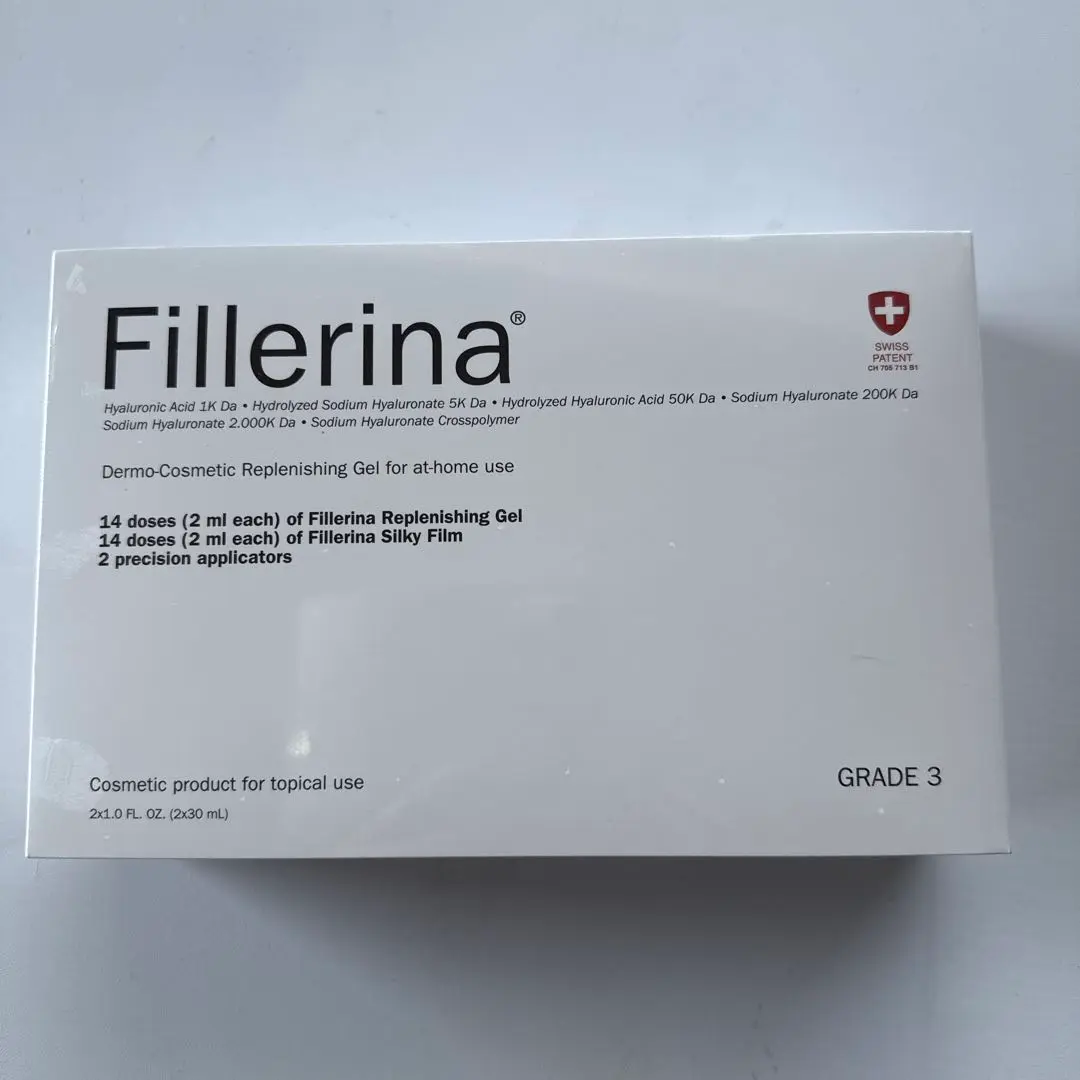 Fillerina®
SWISS
PATENT
CH 705 713 B1
Hyaluronic Acid 1K Da • Hydrolyzed Sodium Hyaluronate 5K Da • Hydrolyzed Hyaluronic Acid 50K Da • Sodium Hyaluronate 200K Da
Sodium Hyaluronate 2.000K Da • Sodium Hyaluronate Crosspolymer
Dermo-Cosmetic Replenishing Gel for at-home use
14 doses (2 ml each) of Fillerina Replenishing Gel
14 doses (2 ml each) of Fillerina Silky Film
2 precision applicators
Cosmetic product for topical use
GRADE 3
2x1.0 FL. OZ. (2x30 mL)